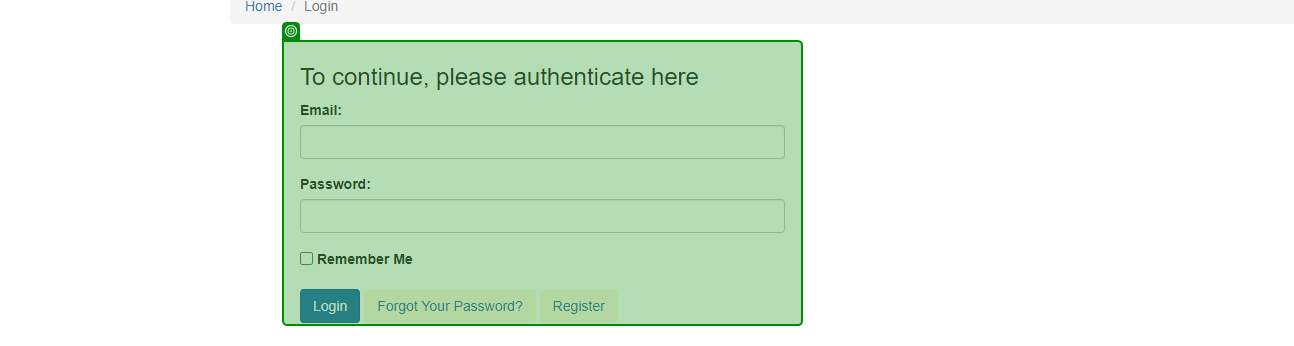 Home / Login
To continue, please authenticate here
Email:
Password:
Remember Me
Login Forgot Your Password? Register